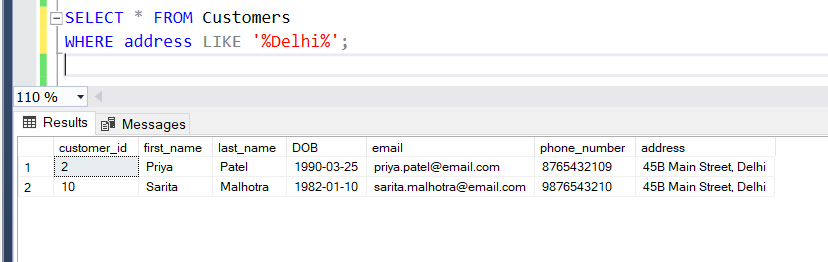 SELECT * FROM Customers
WHERE address LIKE '%Delhi%';
110 %
Results Messages
customer_id first_name last_name DOB email phone_number address
1 2 Priya Patel 1990-03-25 priya.patel@email.com 8765432109 45B Main Street, Delhi
2 10 Sarita Malhotra 1982-01-10 sarita.malhotra@email.com 9876543210 45B Main Street, Delhi